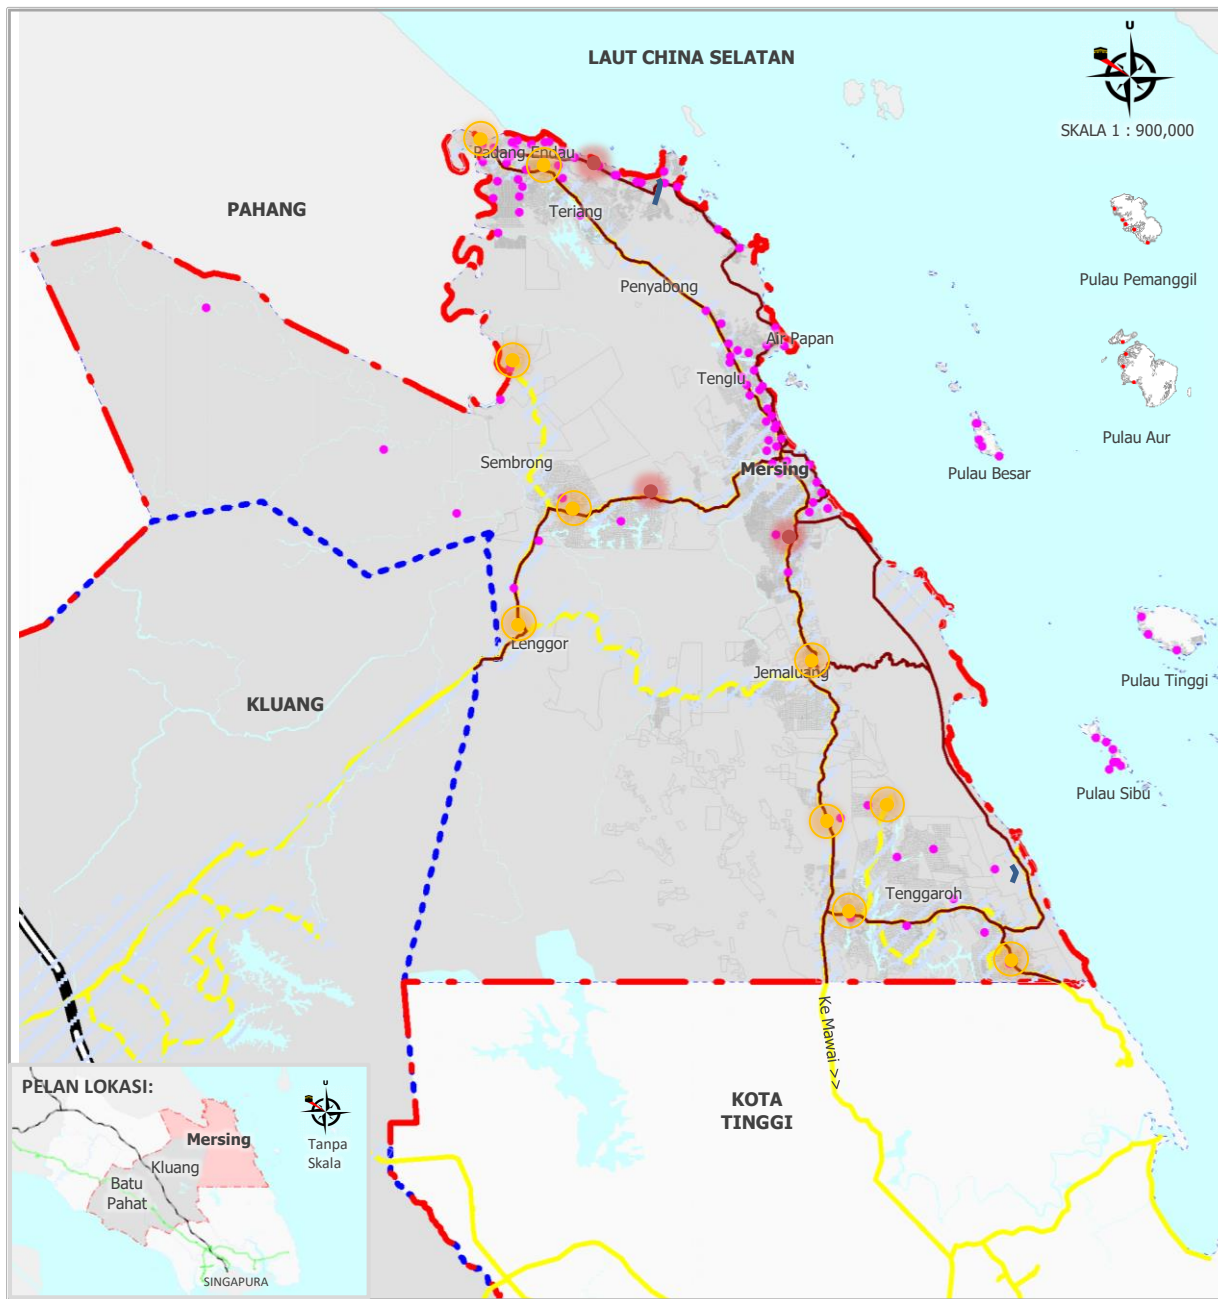 U
LAUT CHINA SELATAN
SKALA 1 : 900,000
Padang Endau
PAHANG
Teriang
Pulau Pemanggil
Penyabong
Air Papan
Tenglu
Pulau Aur
Sembrong
Mersing
Pulau Besar
Lenggor
Jemaluang
Pulau Tinggi
KLUANG
Pulau Sibu
Tenggaroh
Ke Mawai >>
KOTA
TINGGI
PELAN LOKASI:
U
Mersing
Tanpa
Skala
Kluang
Batu
Pahat
SINGAPURA